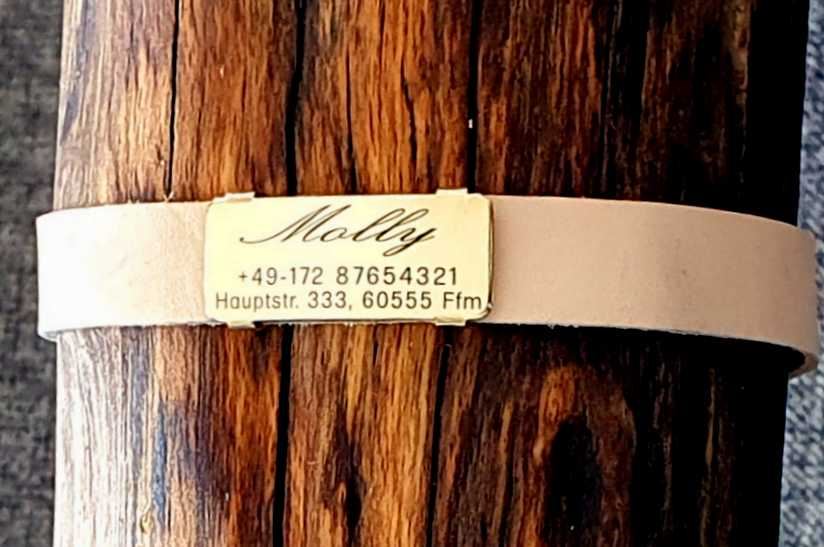 Molly
+49-172 87654321
Hauptstr. 333, 60555 Ffm